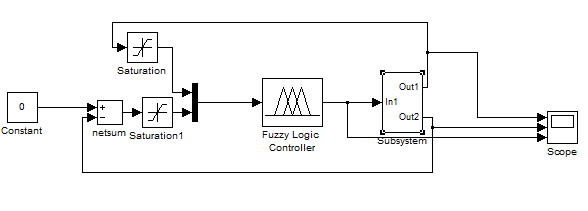 Saturation
Out1
0
+
−
In1
Constant
netsum
Saturation1
Out2
Fuzzy Logic
Controller
Subsystem
Scope